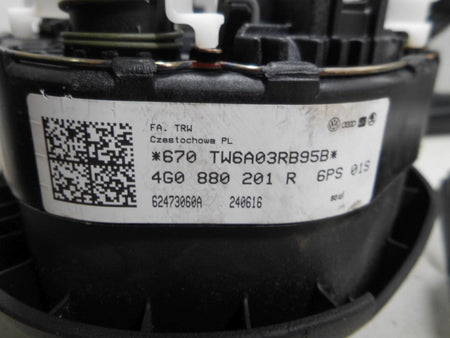 FA. TRW
Czestochowa PL
*670 TW6A03RB95B*
4G0 880 201 R 6PS 01S
62473060A 240616